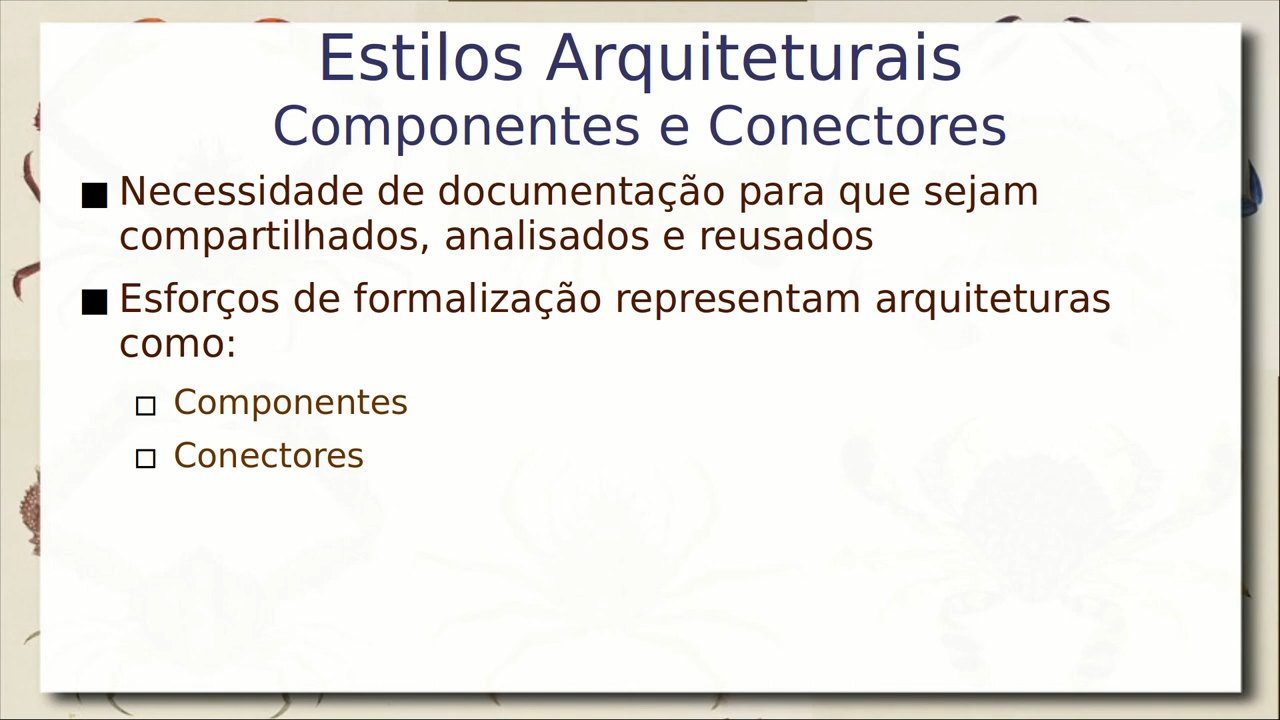 Estilos Arquiteturais
Componentes e Conectores
Necessidade de documentação para que sejam
compartilhados, analisados e reusados
Esforços de formalização representam arquiteturas
como:
Componentes
Conectores